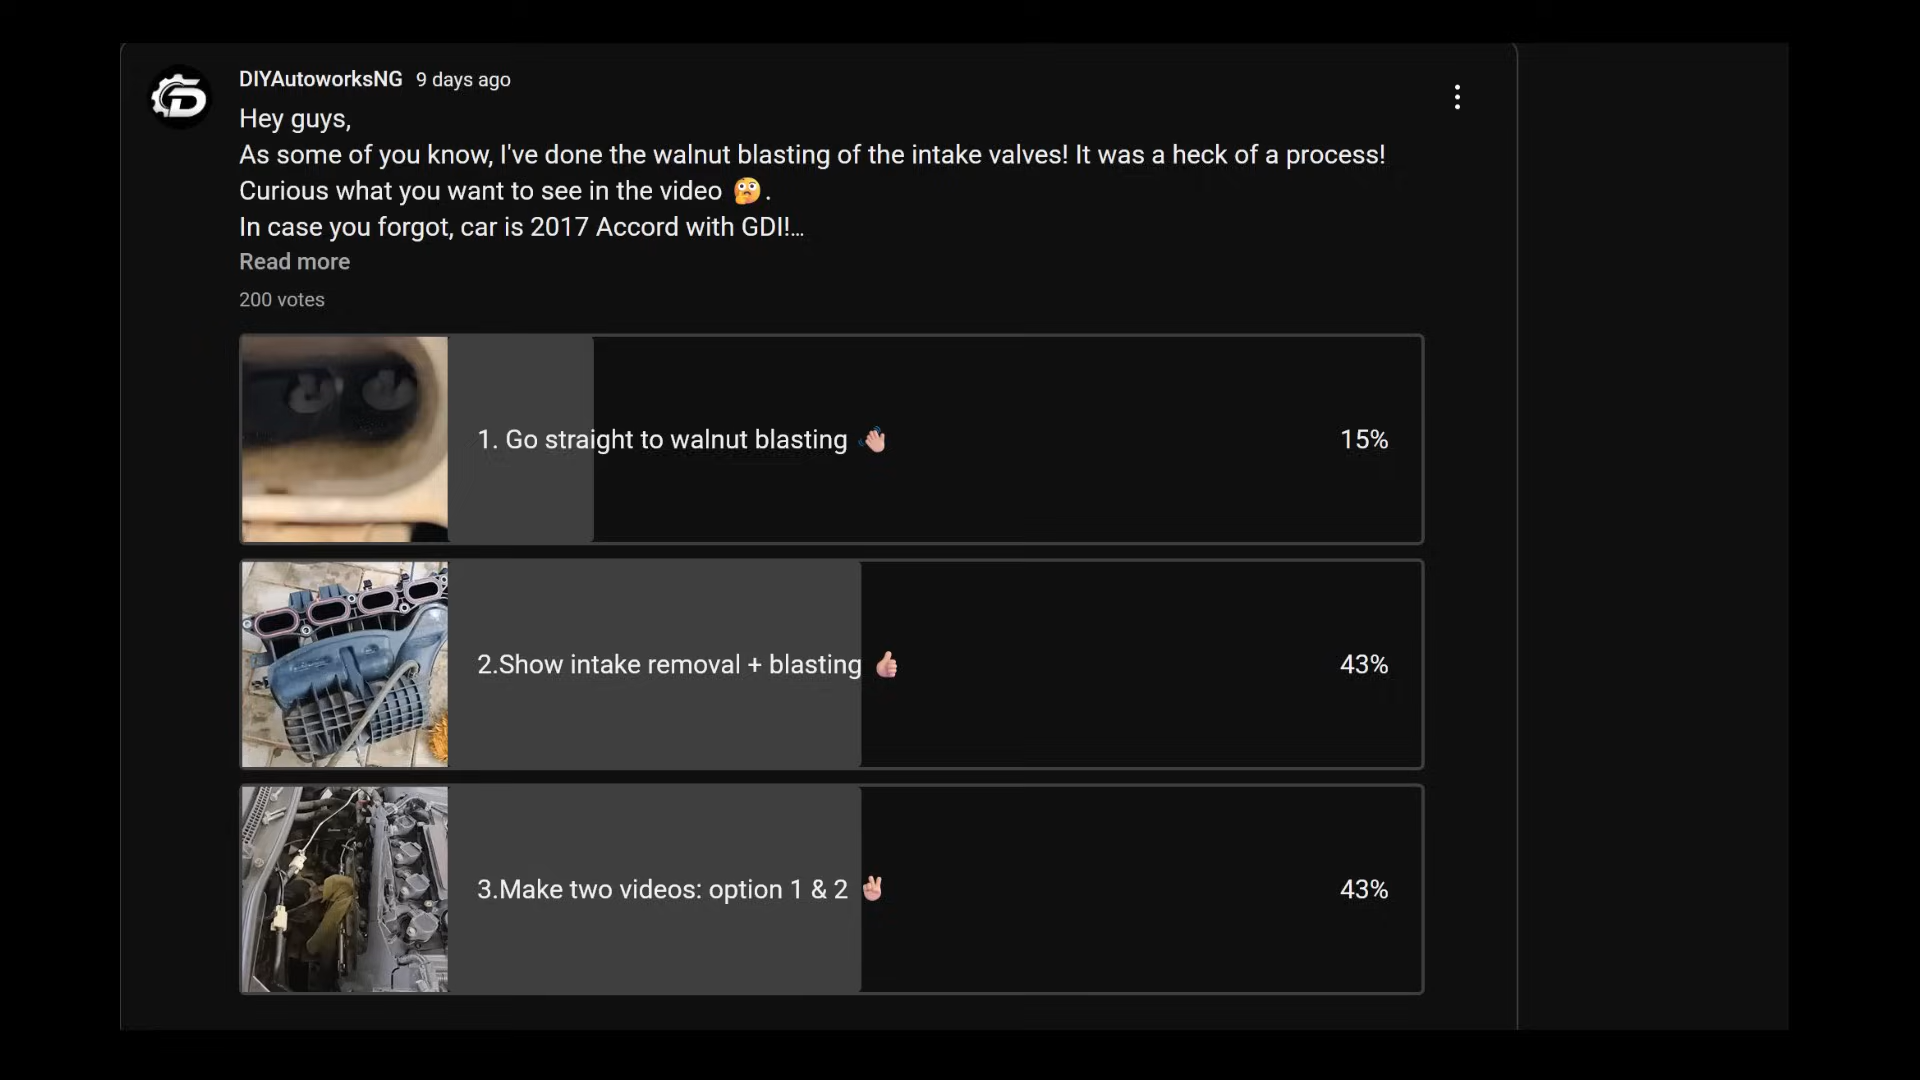 DIYAutoworksNG 9 days ago
Hey guys,
As some of you know, I've done the walnut blasting of the intake valves! It was a heck of a process!
Curious what you want to see in the video 🤔.
In case you forgot, car is 2017 Accord with GDI!...
Read more
200 votes
1. Go straight to walnut blasting 👋 15%
2.Show intake removal + blasting 👍 43%
3.Make two videos: option 1 & 2 ✌ 43%